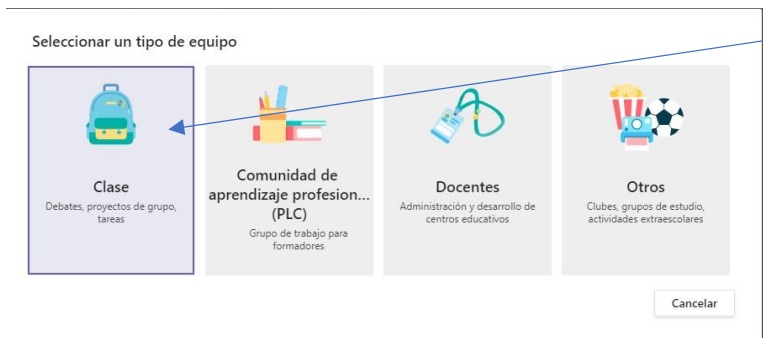 Seleccionar un tipo de equipo
Clase
Debates, proyectos de grupo,
tareas
Comunidad de
aprendizaje profesion...
(PLC)
Grupo de trabajo para
formadores
Docentes
Administración y desarrollo de
centros educativos
Otros
Clubes, grupos de estudio,
actividades extraescolares
Cancelar